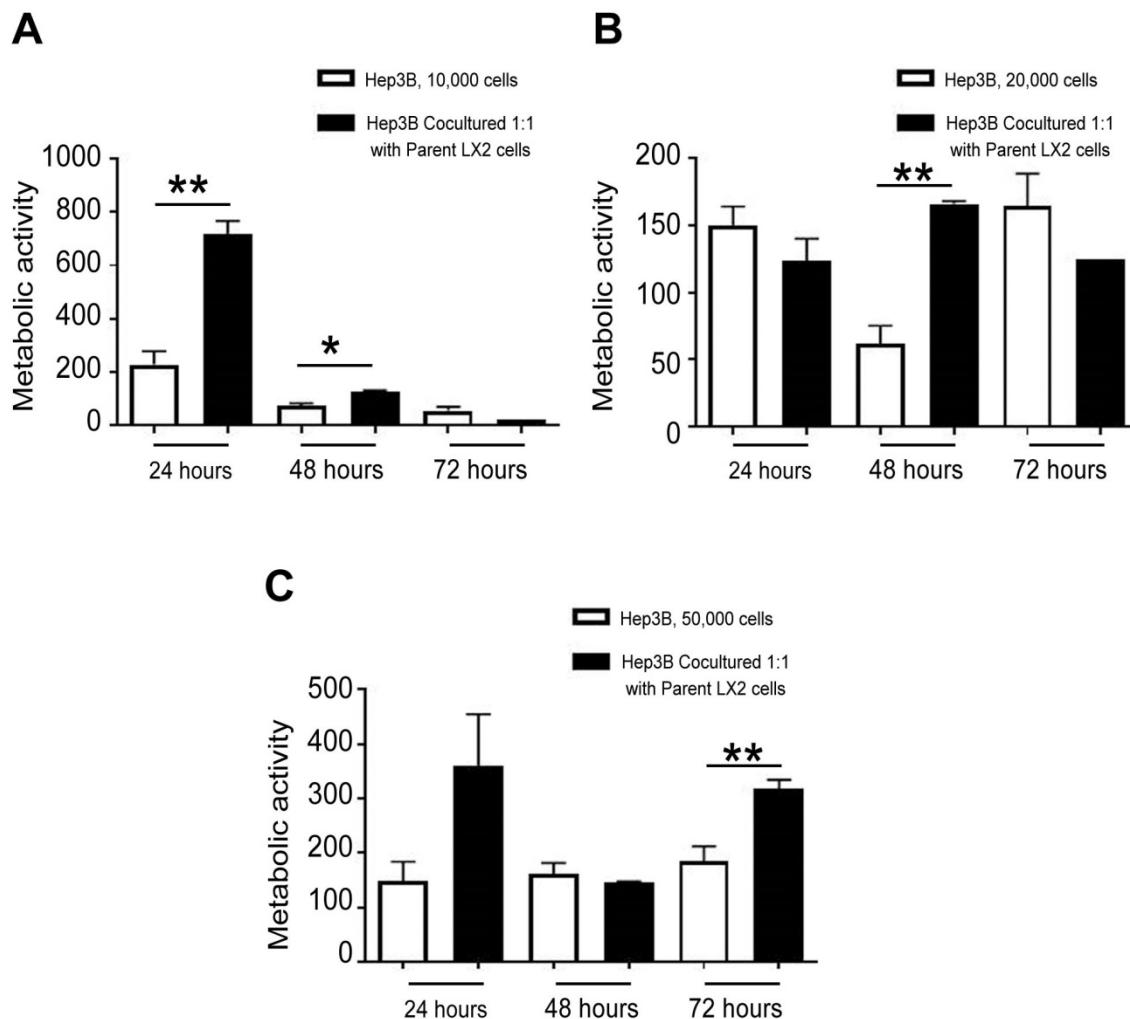 A
Hep3B, 10,000 cells
Hep3B Cocultured 1:1
with Parent LX2 cells
Metabolic activity
1000
800
600
400
200
0
**
*
24 hours
48 hours
72 hours
B
Hep3B, 20,000 cells
Hep3B Cocultured 1:1
with Parent LX2 cells
Metabolic activity
200
150
100
50
0
**
24 hours
48 hours
72 hours
C
Hep3B, 50,000 cells
Hep3B Cocultured 1:1
with Parent LX2 cells
Metabolic activity
500
400
300
200
100
0
**
24 hours
48 hours
72 hours